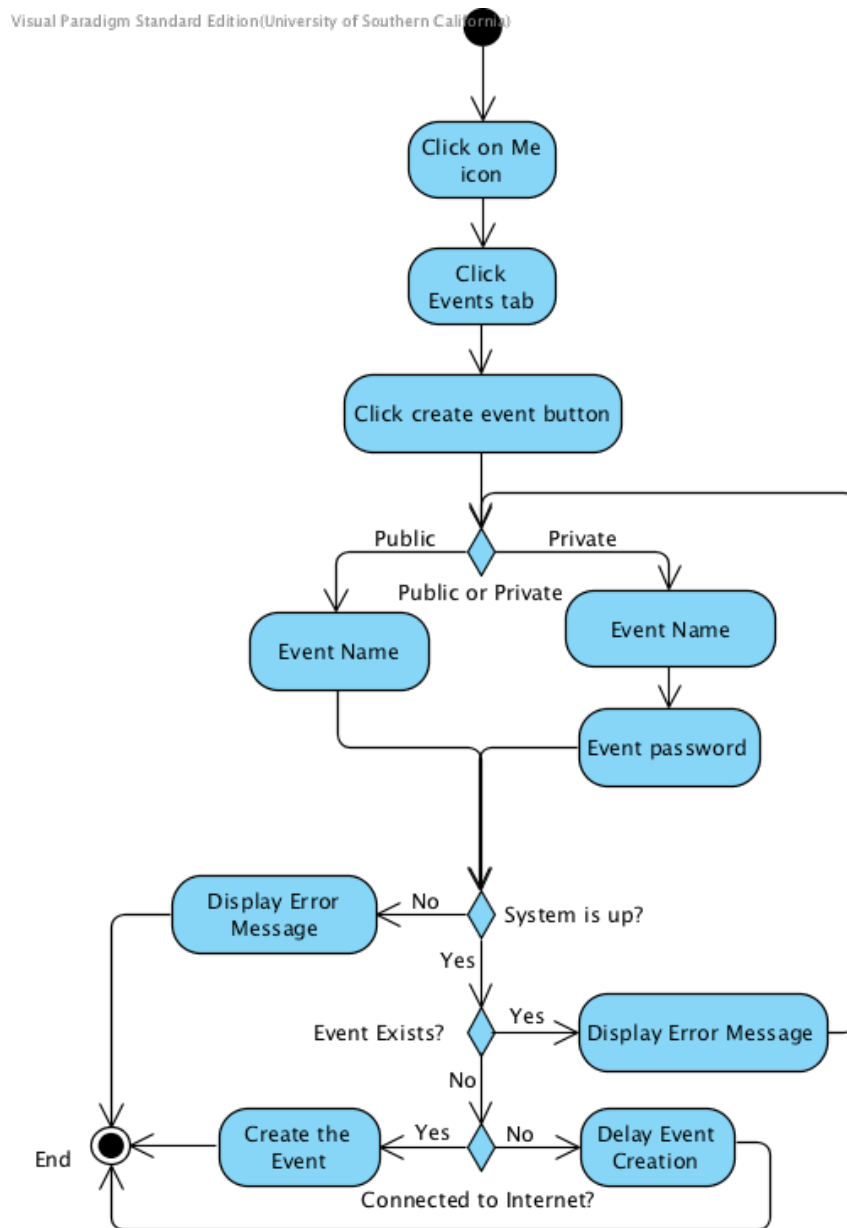 Visual Paradigm Standard Edition(University of Southern California)
Click on Me
icon
Click
Events tab
Click create event button
Public
Private
Public or Private
Event Name
Event Name
Event password
Display Error
Message
No
System is up?
Yes
Event Exists?
Yes
Display Error Message
No
End
Create the
Event
Yes
No
Delay Event
Creation
Connected to Internet?